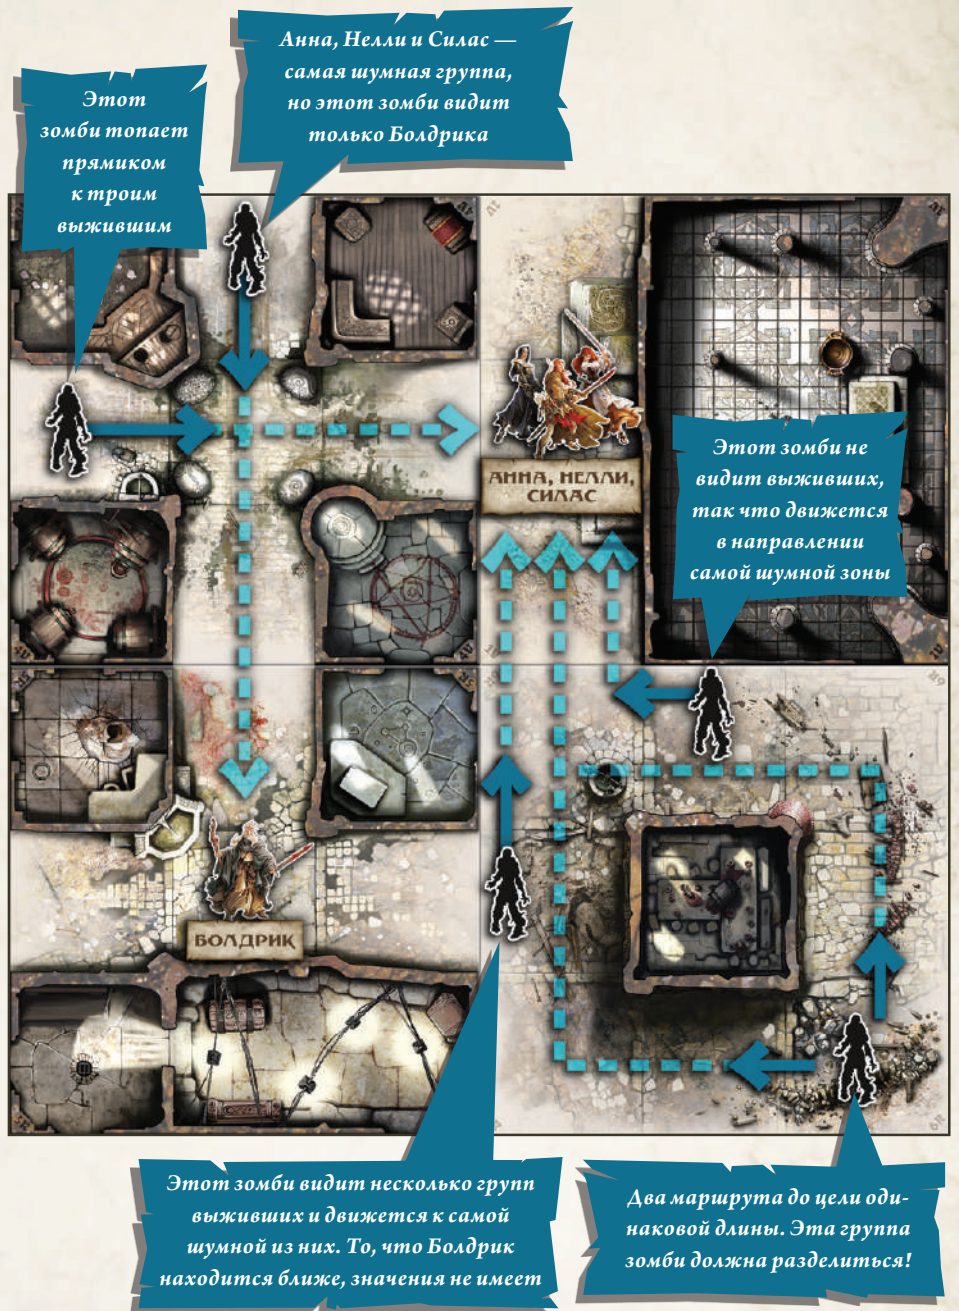 Анна, Нелли и Силас —
самая шумная группа,
но этот зомби видит
только Болдрика
Этот
зомби топает
прямиком
к троим
выжившим
АННА, НЕЛЛИ,
СИЛАС
Этот зомби не
видит выживших,
так что движется
в направлении
самой шумной зоны
БОЛДРИК
Этот зомби видит несколько групп
выживших и движется к самой
шумной из них. То, что Болдрик
находится ближе, значения не имеет
Два маршрута до цели оди-
наковой длины. Эта группа
зомби должна разделиться!